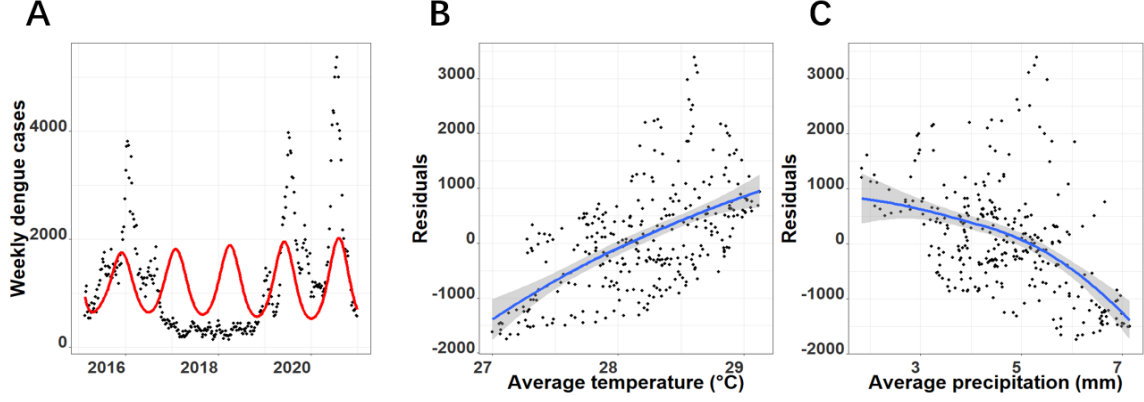 A
Weekly dengue cases
4000
2000
0
2016 2018 2020
B
Residuals
3000
2000
1000
0
-1000
-2000
27 28 29
Average temperature (°C)
C
Residuals
3000
2000
1000
0
-1000
-2000
3 5 7
Average precipitation (mm)